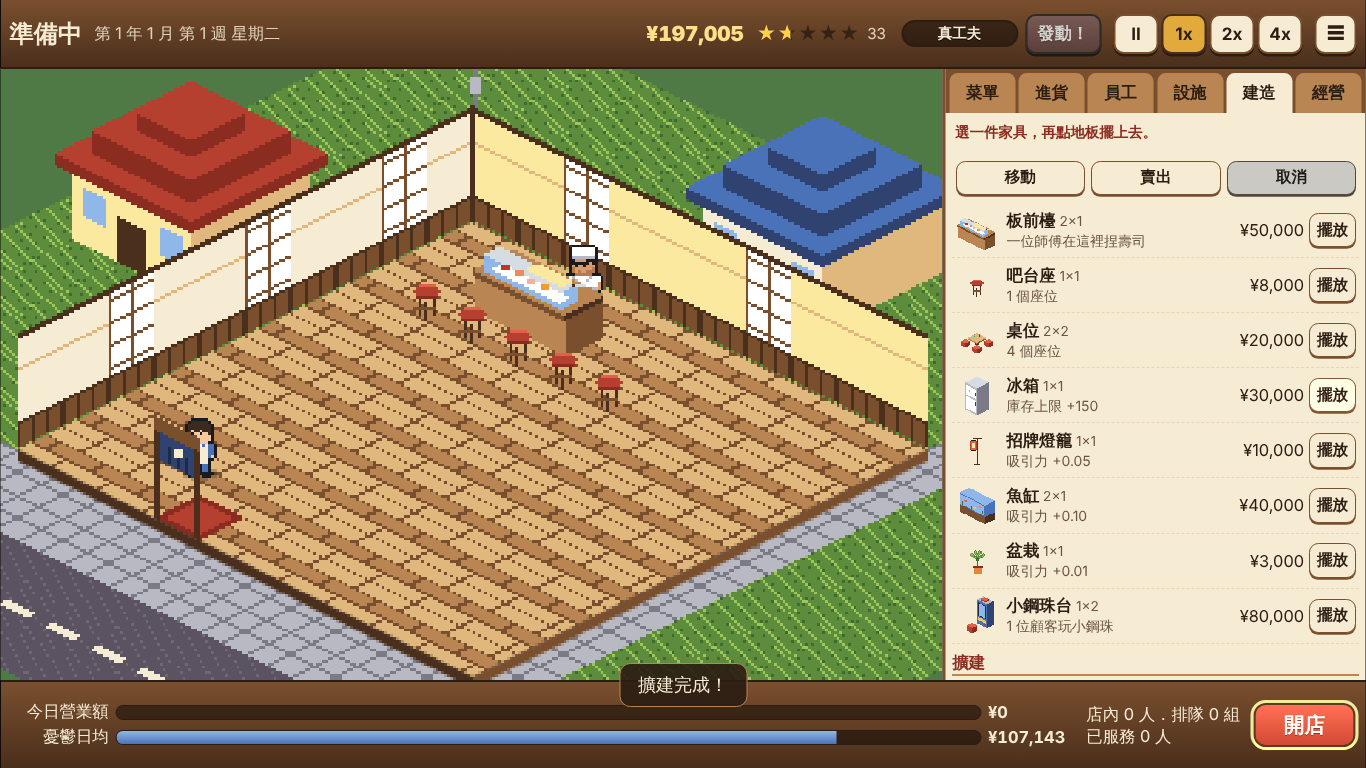 準備中 第 1 年 1 月 第 1 週 星期二
¥197,005 33 真工夫 發動！ II 1x 2x 4x
菜單 進貨 員工 設施 建造 經營
選一件家具，再點地板擺上去。
移動 賣出 取消
板前檯 2×1
一位師傅在這裡捏壽司
¥50,000 擺放
吧台座 1×1
1 個座位
¥8,000 擺放
桌位 2×2
4 個座位
¥20,000 擺放
冰箱 1×1
庫存上限 +150
¥30,000 擺放
招牌燈籠 1×1
吸引力 +0.05
¥10,000 擺放
魚缸 2×1
吸引力 +0.10
¥40,000 擺放
盆栽 1×1
吸引力 +0.01
¥3,000 擺放
小鋼珠台 1×2
1 位顧客玩小鋼珠
¥80,000 擺放
擴建
擴建完成！
今日營業額 ¥0
憂鬱日均 ¥107,143
店內 0 人．排隊 0 組
已服務 0 人
開店